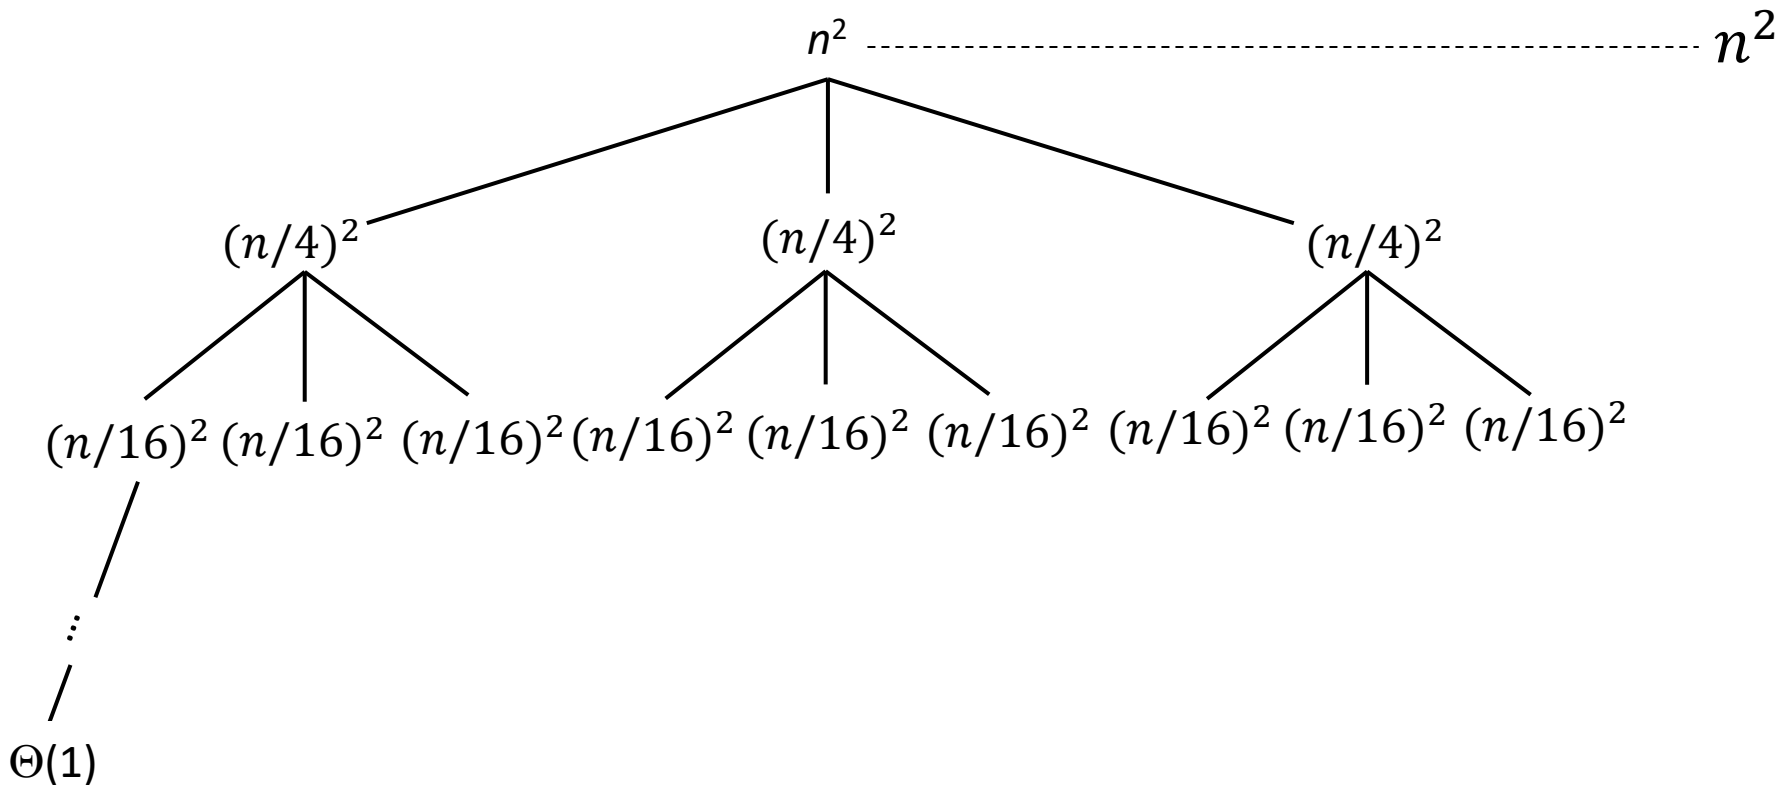 n² n²
(n/4)² (n/4)² (n/4)²
(n/16)² (n/16)² (n/16)² (n/16)² (n/16)² (n/16)² (n/16)² (n/16)² (n/16)²
...
Θ(1)